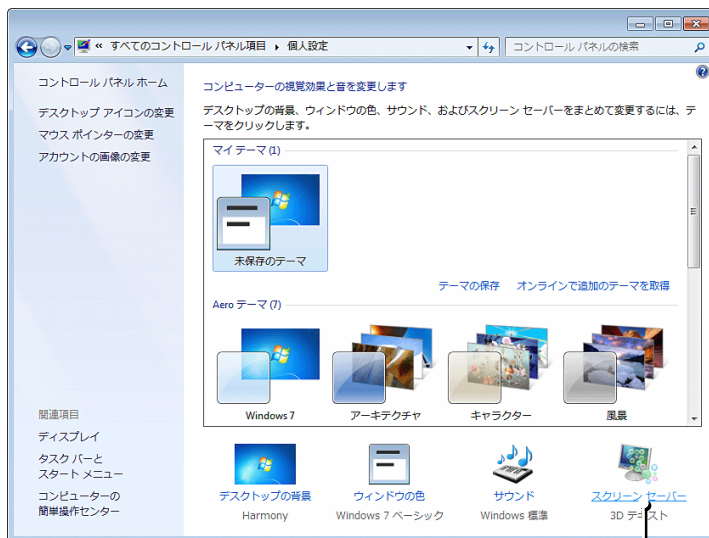 « すべてのコントロール パネル項目 ▸ 個人設定
コントロール パネルの検索
コントロール パネル ホーム
デスクトップ アイコンの変更
マウス ポインターの変更
アカウントの画像の変更
コンピューターの視覚効果と音を変更します
デスクトップの背景、ウィンドウの色、サウンド、およびスクリーン セーバーをまとめて変更するには、テ
ーマをクリックします。
マイ テーマ (1)
未保存のテーマ
テーマの保存 オンラインで追加のテーマを取得
Aero テーマ (7)
Windows 7 アーキテクチャ キャラクター 風景
関連項目
ディスプレイ
タスク バーと
スタート メニュー
コンピューターの
簡単操作センター
デスクトップの背景 ウィンドウの色 サウンド スクリーン セーバー
Harmony Windows 7 ベーシック Windows 標準 3D テキスト